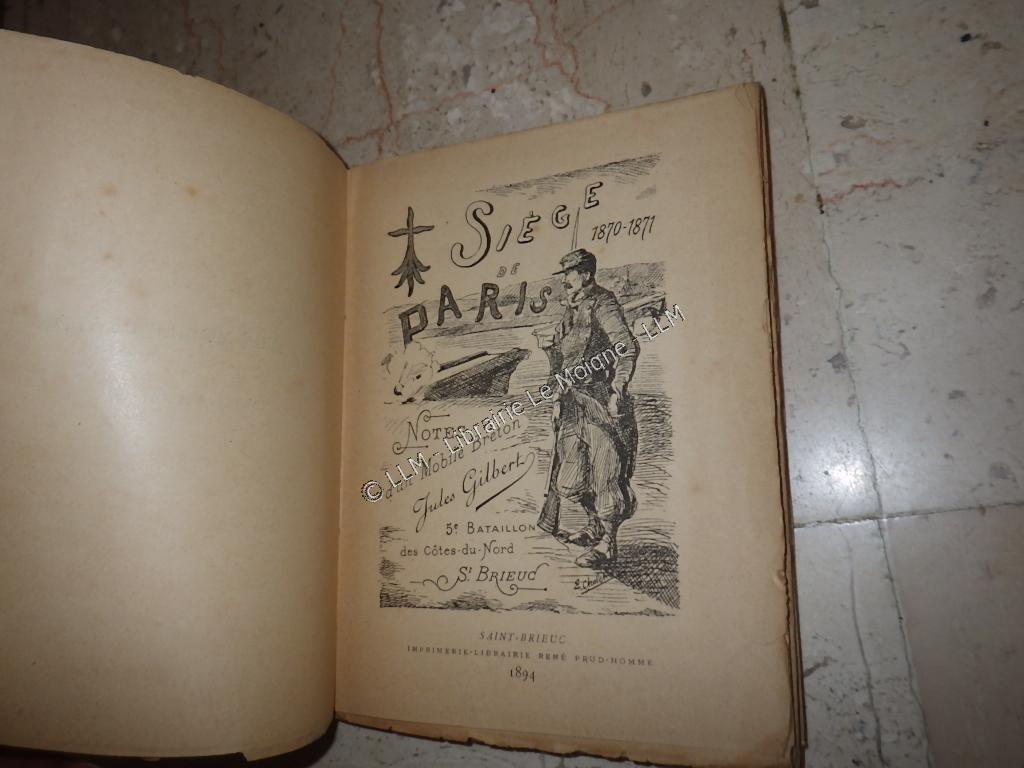 SIÈGE
1870-1871
DE
PARIS
NOTES
d'un Mobile Breton
Jules Gilbert
5e BATAILLON
des Côtes-du-Nord
St BRIEUC
SAINT-BRIEUC
IMPRIMERIE-LIBRAIRIE RENÉ PRUD'HOMME
1894
© LLM - Librairie Le Moigne - LLM